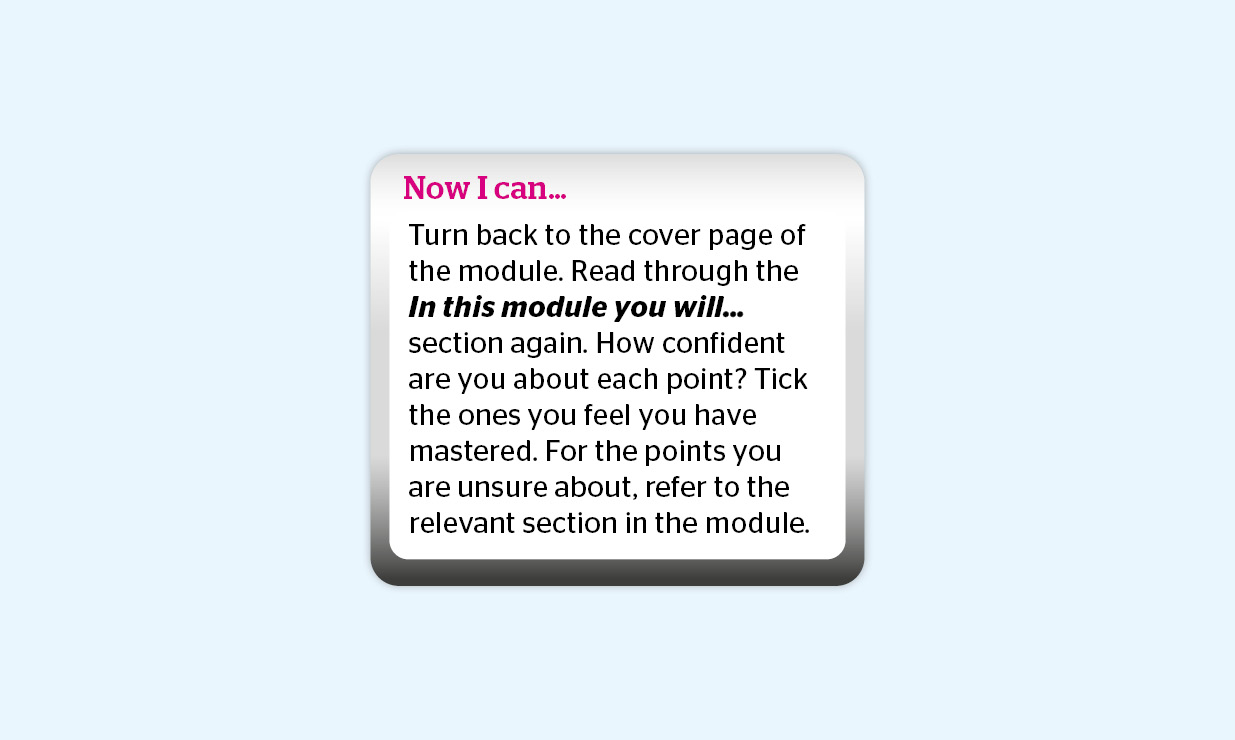 Now I can...
Turn back to the cover page of
the module. Read through the
In this module you will...
section again. How confident
are you about each point? Tick
the ones you feel you have
mastered. For the points you
are unsure about, refer to the
relevant section in the module.